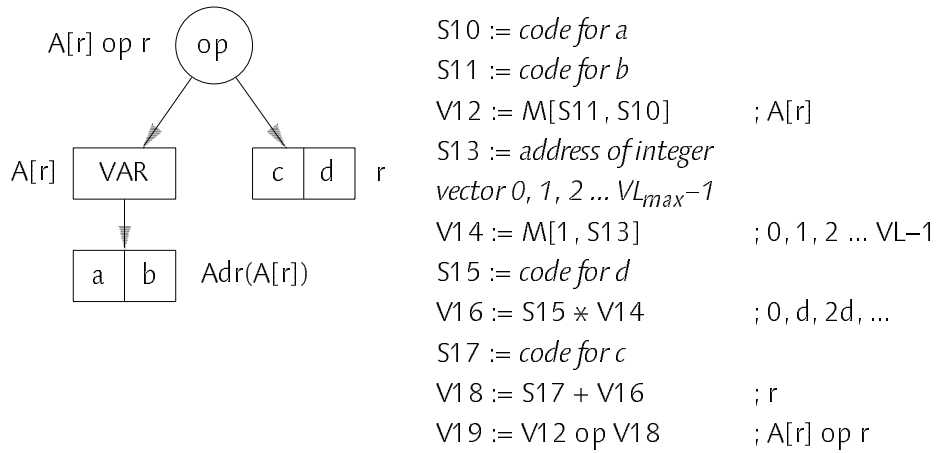 A[r] op r
op
A[r]
VAR
c d
r
a b
Adr(A[r])
S10 := code for a
S11 := code for b
V12 := M[S11, S10] ; A[r]
S13 := address of integer
vector 0, 1, 2 ... VLmax–1
V14 := M[1, S13] ; 0, 1, 2 ... VL–1
S15 := code for d
V16 := S15 * V14 ; 0, d, 2d, ...
S17 := code for c
V18 := S17 + V16 ; r
V19 := V12 op V18 ; A[r] op r